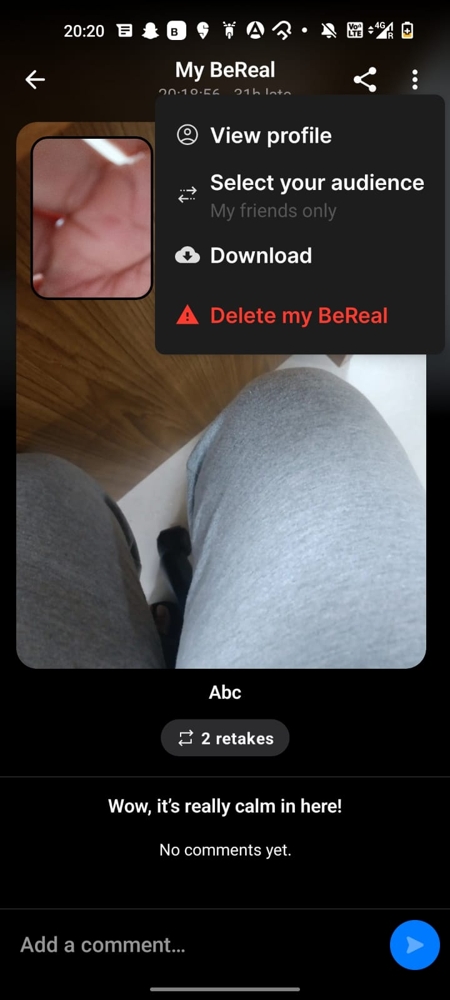 20:20
My BeReal
20:18:56 31h late
View profile
Select your audience
My friends only
Download
Delete my BeReal
Abc
2 retakes
Wow, it’s really calm in here!
No comments yet.
Add a comment…